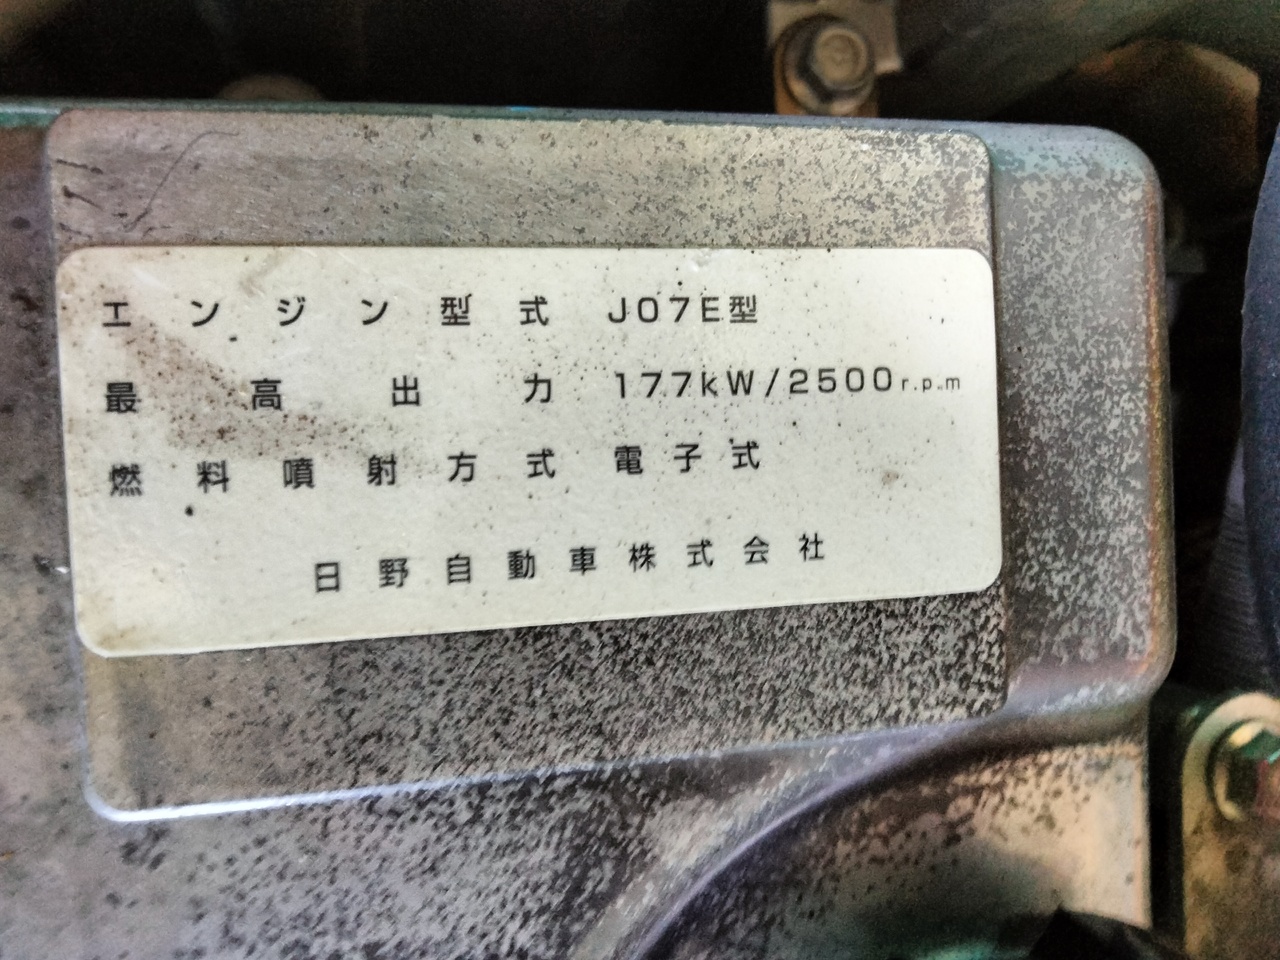 エンジン型式 J07E型
最高出力 177kW/2500r.p.m
燃料噴射方式 電子式
日野自動車株式会社